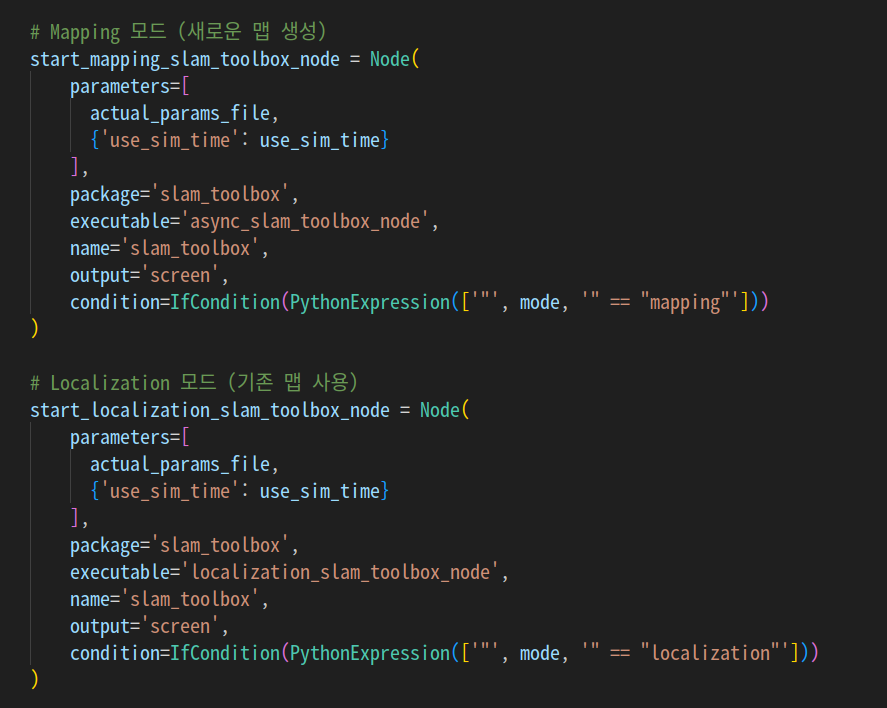 # Mapping 모드 (새로운 맵 생성)
start_mapping_slam_toolbox_node = Node(
    parameters=[
      actual_params_file,
      {'use_sim_time': use_sim_time}
    ],
    package='slam_toolbox',
    executable='async_slam_toolbox_node',
    name='slam_toolbox',
    output='screen',
    condition=IfCondition(PythonExpression(['"', mode, '" == "mapping"']))
)

# Localization 모드 (기존 맵 사용)
start_localization_slam_toolbox_node = Node(
    parameters=[
      actual_params_file,
      {'use_sim_time': use_sim_time}
    ],
    package='slam_toolbox',
    executable='localization_slam_toolbox_node',
    name='slam_toolbox',
    output='screen',
    condition=IfCondition(PythonExpression(['"', mode, '" == "localization"']))
)